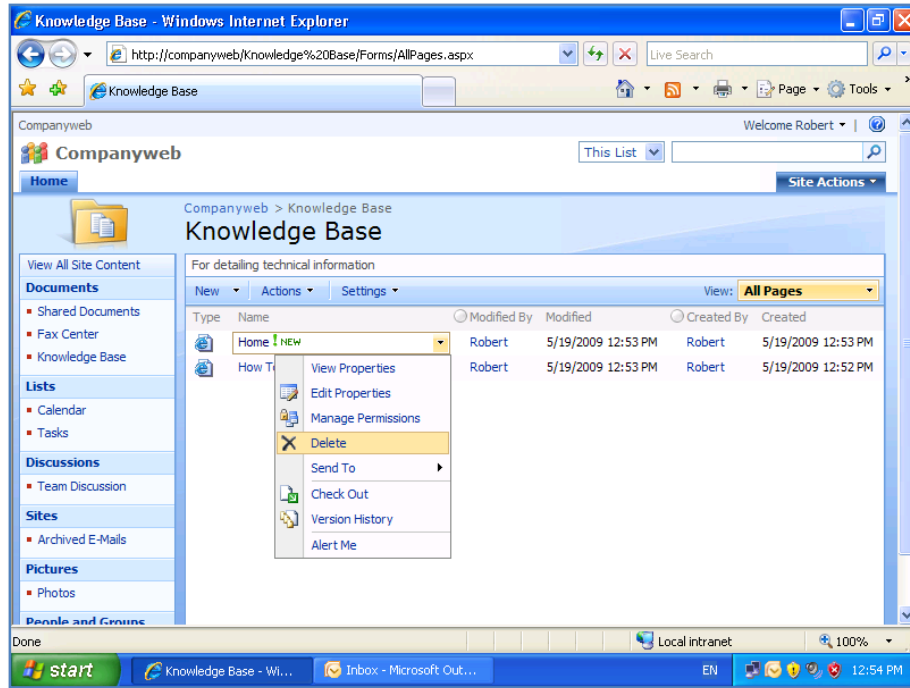 Knowledge Base - Windows Internet Explorer
http://companyweb/Knowledge%20Base/Forms/AllPages.aspx
Live Search
Knowledge Base
Page
Tools
Companyweb
Welcome Robert
Companyweb
This List
Home
Site Actions
Companyweb > Knowledge Base
Knowledge Base
View All Site Content
For detailing technical information
Documents
New
Actions
Settings
View: All Pages
Shared Documents
Fax Center
Knowledge Base
Type Name Modified By Modified Created By Created
Home ! NEW Robert 5/19/2009 12:53 PM Robert 5/19/2009 12:53 PM
How T Robert 5/19/2009 12:53 PM Robert 5/19/2009 12:52 PM
View Properties
Edit Properties
Manage Permissions
Delete
Send To
Check Out
Version History
Alert Me
Lists
Calendar
Tasks
Discussions
Team Discussion
Sites
Archived E-Mails
Pictures
Photos
People and Groups
Done
Local intranet
100%
start
Knowledge Base - Wi...
Inbox - Microsoft Out...
EN
12:54 PM